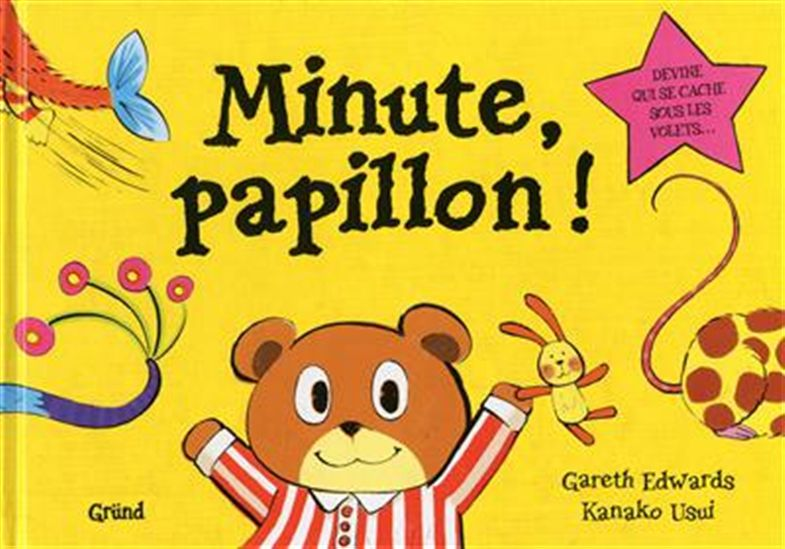 Minute,
papillon !
DEVINE
QUI SE CACHE
SOUS LES
VOLETS...
Gareth Edwards
Kanako Usui
Gründ